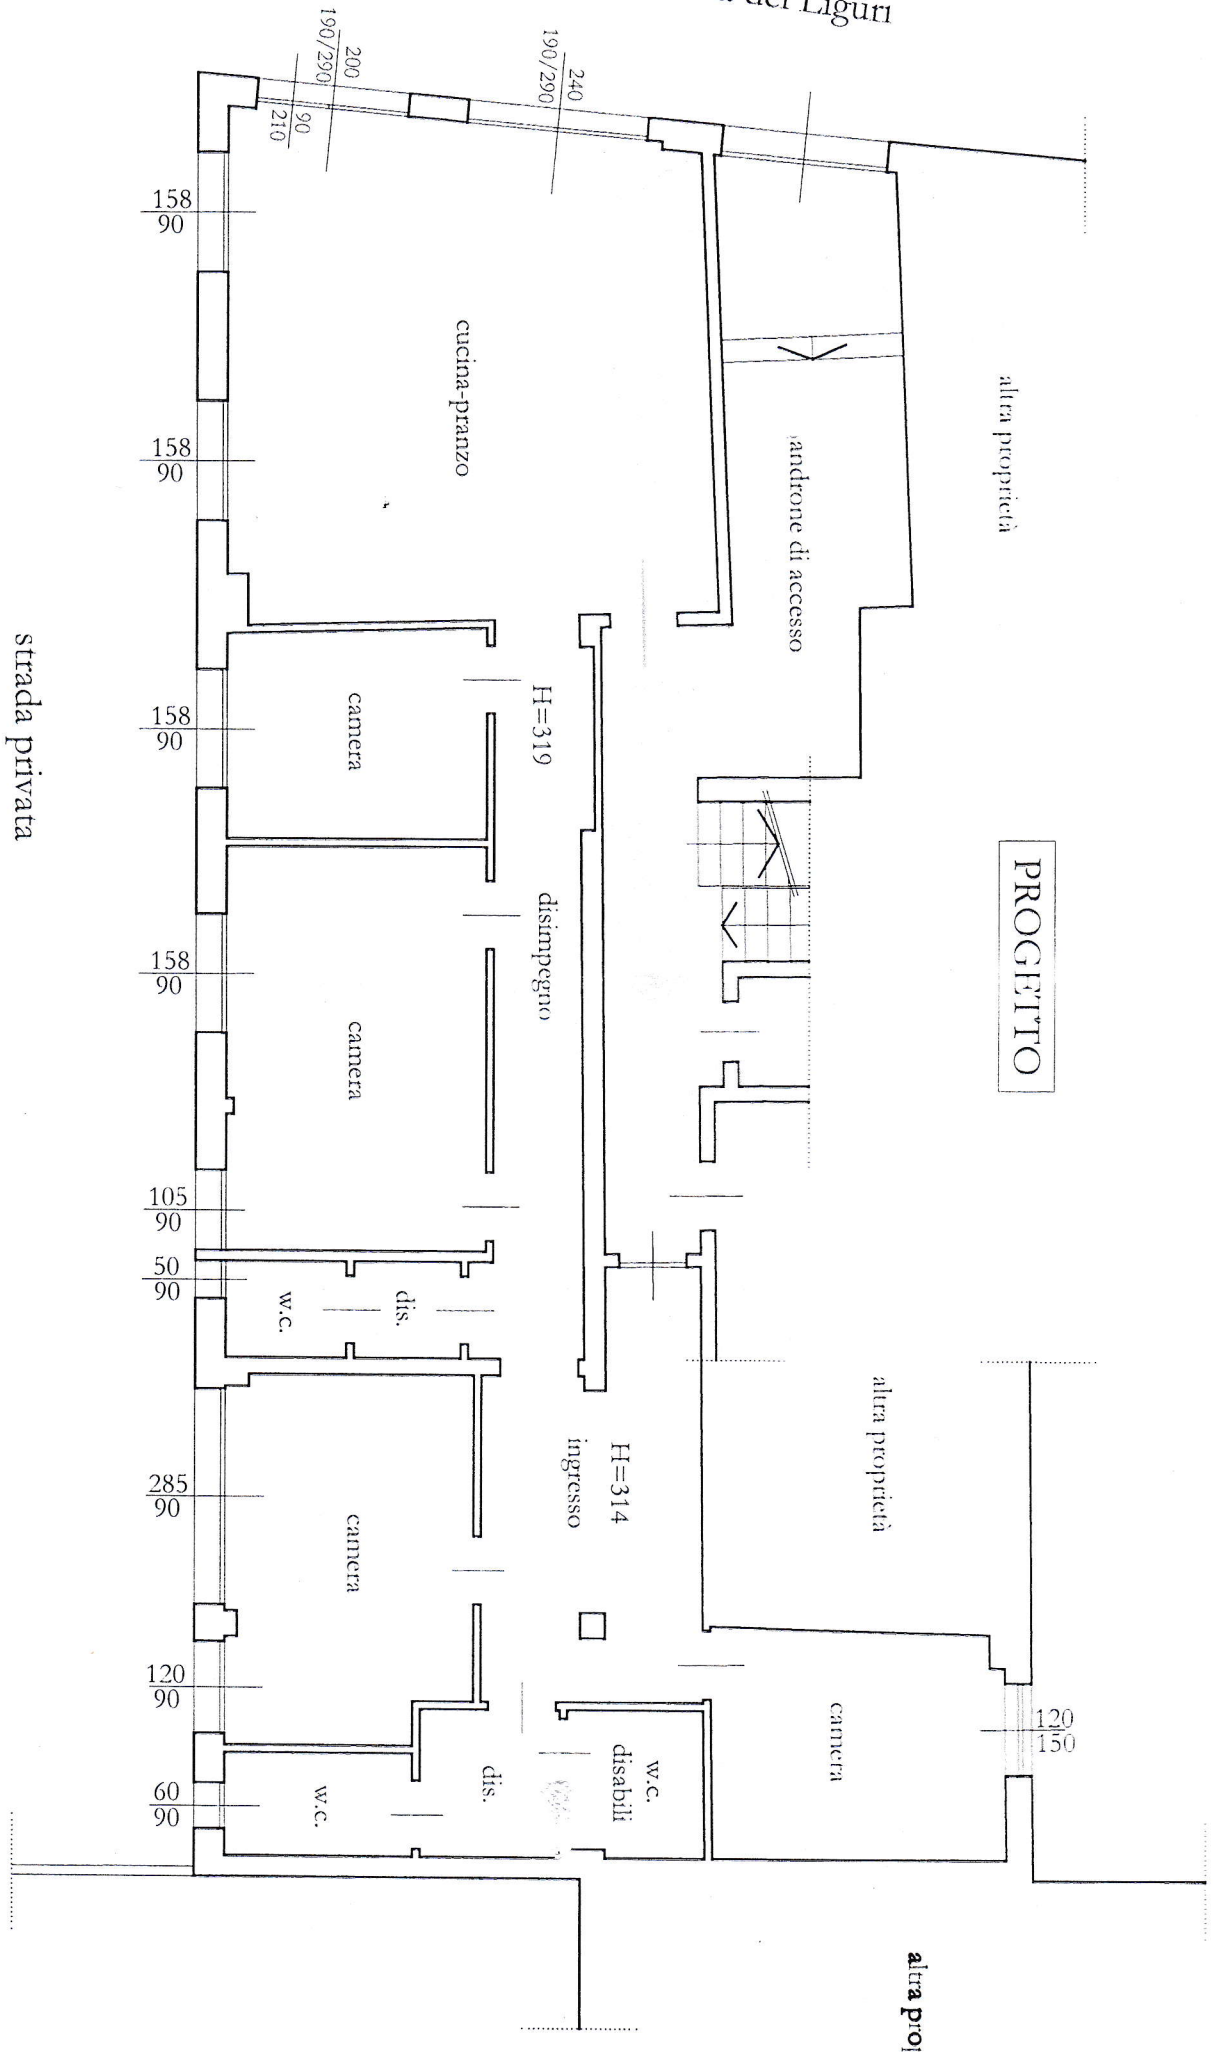 dei Liguri
PROGETTO
altra proprietà
androne di accesso
200
190/290
90
210
240
190/290
cucina-pranzo
H=319
disimpegno
camera
camera
dis.
w.c.
H=314
ingresso
camera
altra proprietà
camera
w.c.
disabili
dis.
w.c.
158
90
158
90
158
90
158
90
105
90
50
90
285
90
120
90
60
90
120
150
strada privata
altra